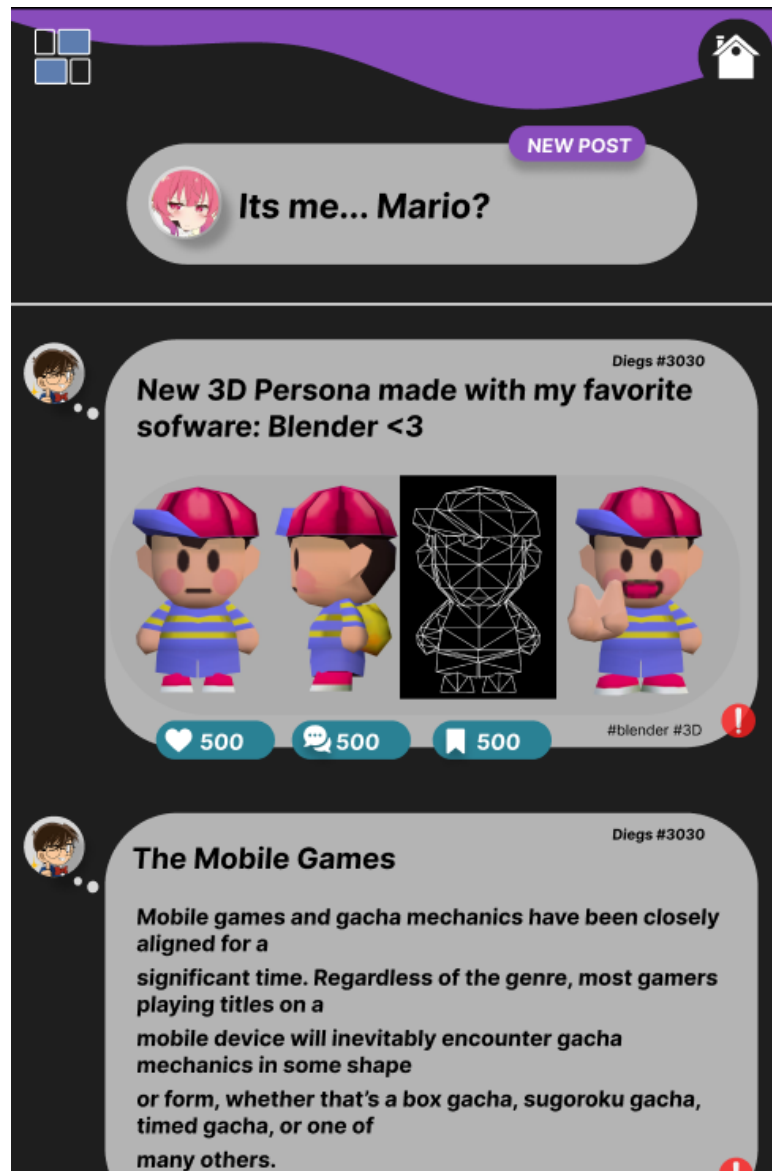 NEW POST
Its me... Mario?
Diegs #3030
New 3D Persona made with my favorite
sofware: Blender <3
500
500
500
#blender #3D
Diegs #3030
The Mobile Games
Mobile games and gacha mechanics have been closely
aligned for a
significant time. Regardless of the genre, most gamers
playing titles on a
mobile device will inevitably encounter gacha
mechanics in some shape
or form, whether that's a box gacha, sugoroku gacha,
timed gacha, or one of
many others.